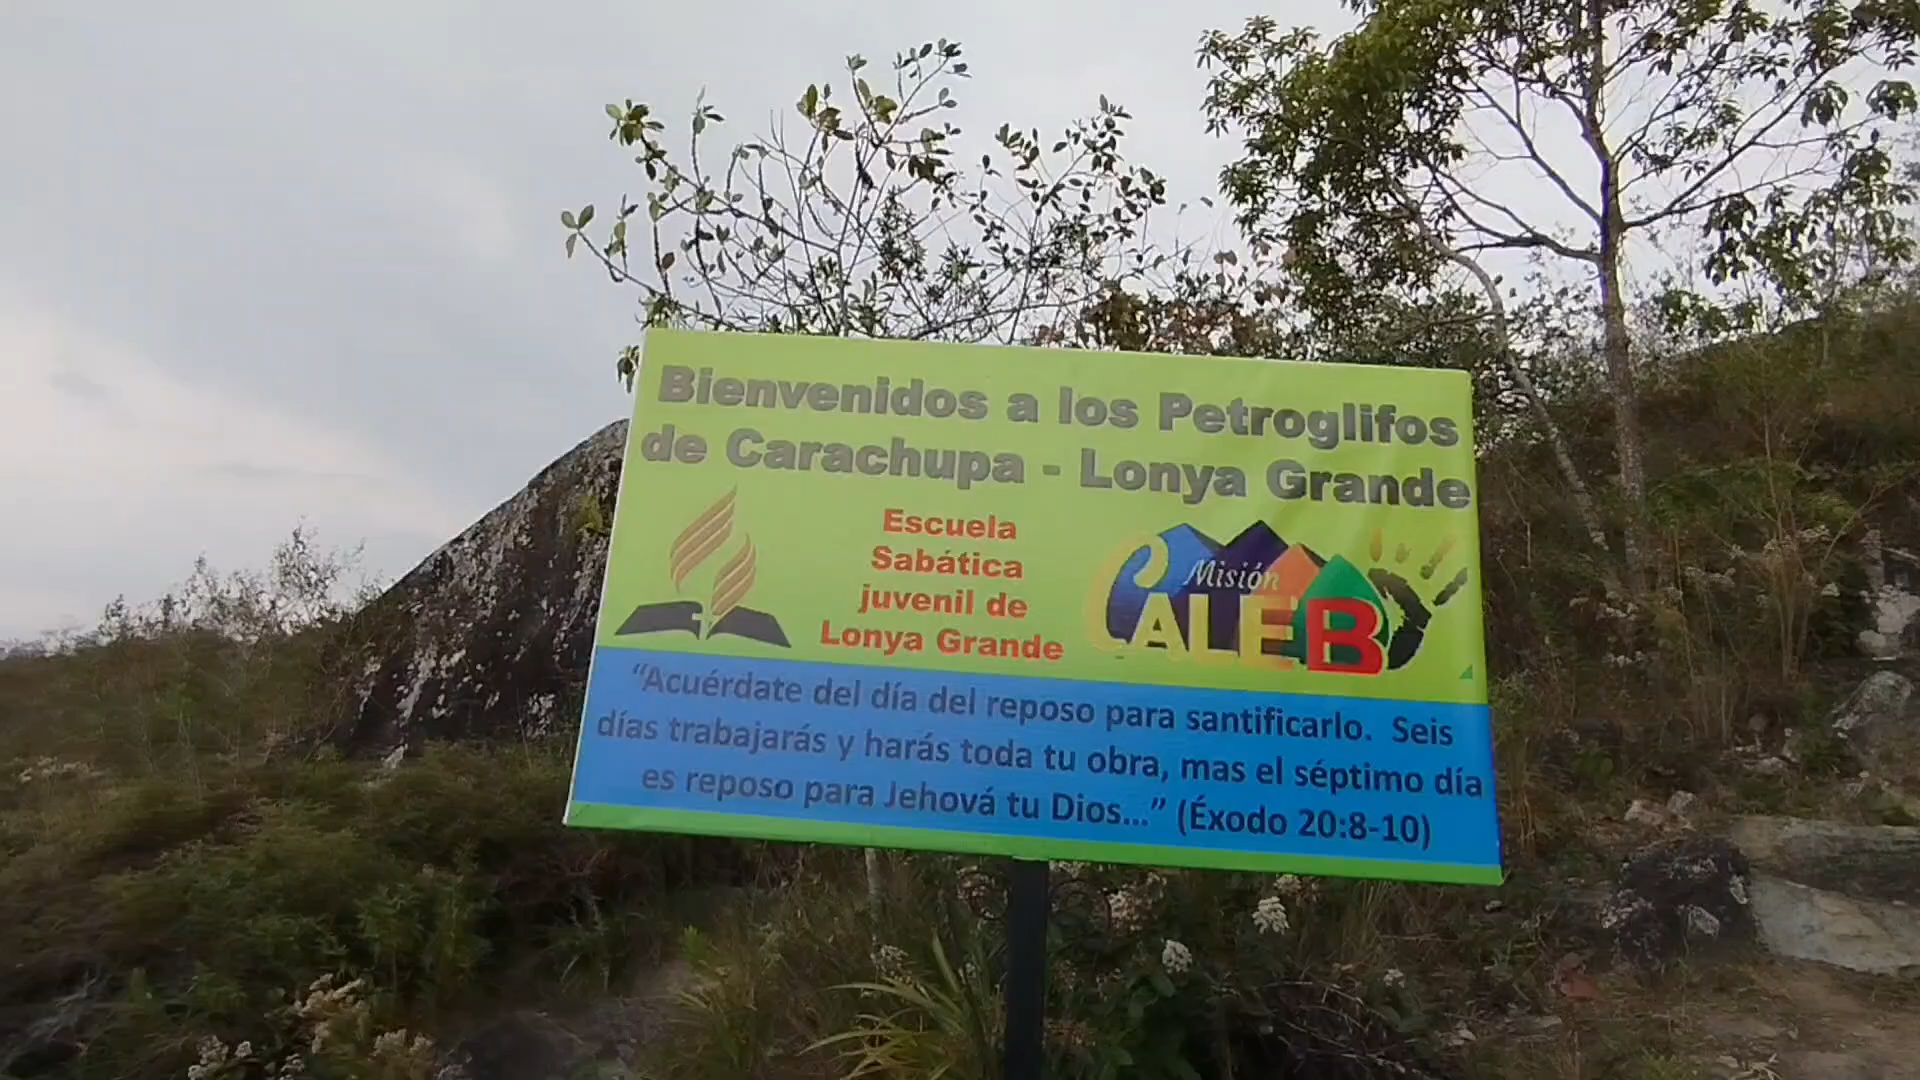 Bienvenidos a los Petroglifos
de Carachupa - Lonya Grande
Escuela
Sabática
juvenil de
Lonya Grande
Misión
CALEB
“Acuérdate del día del reposo para santificarlo. Seis
días trabajarás y harás toda tu obra, mas el séptimo día
es reposo para Jehová tu Dios...” (Éxodo 20:8-10)